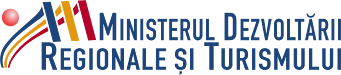 MINISTERUL DEZVOLTĂRII
REGIONALE ȘI TURISMULUI